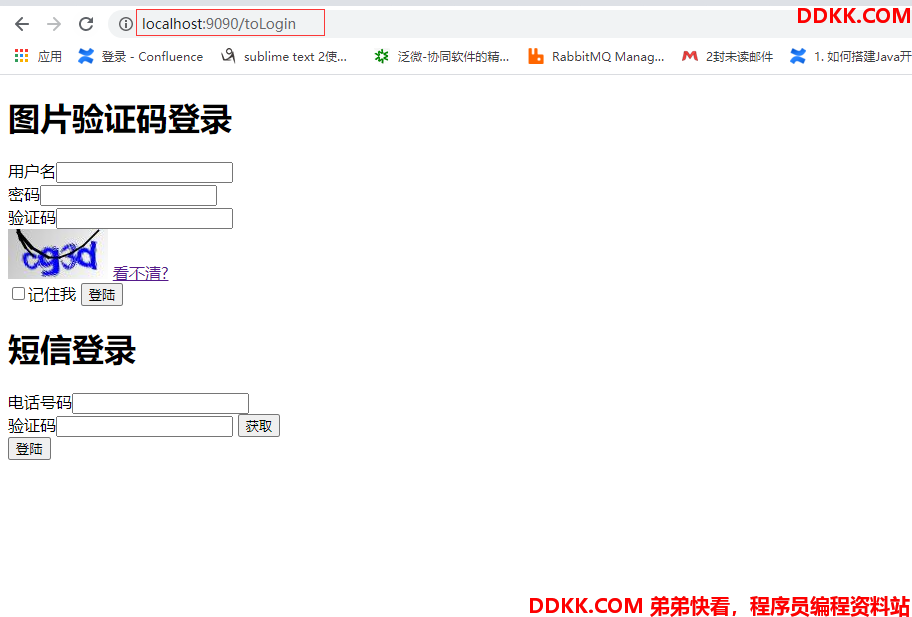 DDKK.COM
localhost:9090/toLogin
应用 登录 - Confluence sublime text 2使... 泛微-协同软件的精... RabbitMQ Manag... 2封未读邮件 1. 如何搭建Java开
图片验证码登录
用户名
密码
验证码
cg3d 看不清?
记住我 登陆
短信登录
电话号码
验证码 获取
登陆
DDKK.COM 弟弟快看，程序员编程资料站